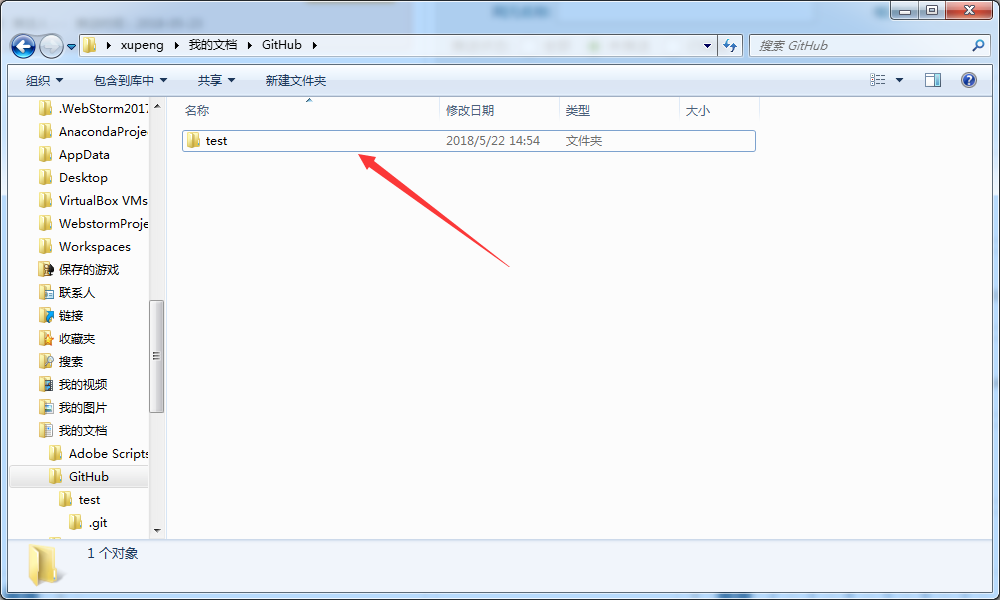 xupeng 我的文档 GitHub
搜索 GitHub
组织 包含到库中 共享 新建文件夹
名称 修改日期 类型 大小
test 2018/5/22 14:54 文件夹
.WebStorm2017
AnacondaProje
AppData
Desktop
VirtualBox VMs
WebstormProje
Workspaces
保存的游戏
联系人
链接
收藏夹
搜索
我的视频
我的图片
我的文档
Adobe Scripts
GitHub
test
.git
1 个对象